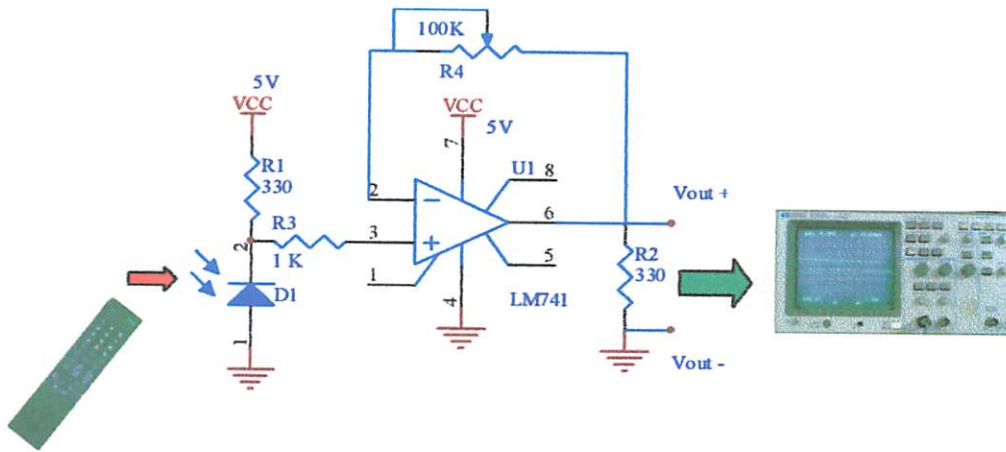 100K
R4
5V
VCC
VCC
5V
R1
330
7
U1
8
2
Vout +
R3
3
6
2
1 K
5
R2
330
1
D1
4
LM741
1
Vout -